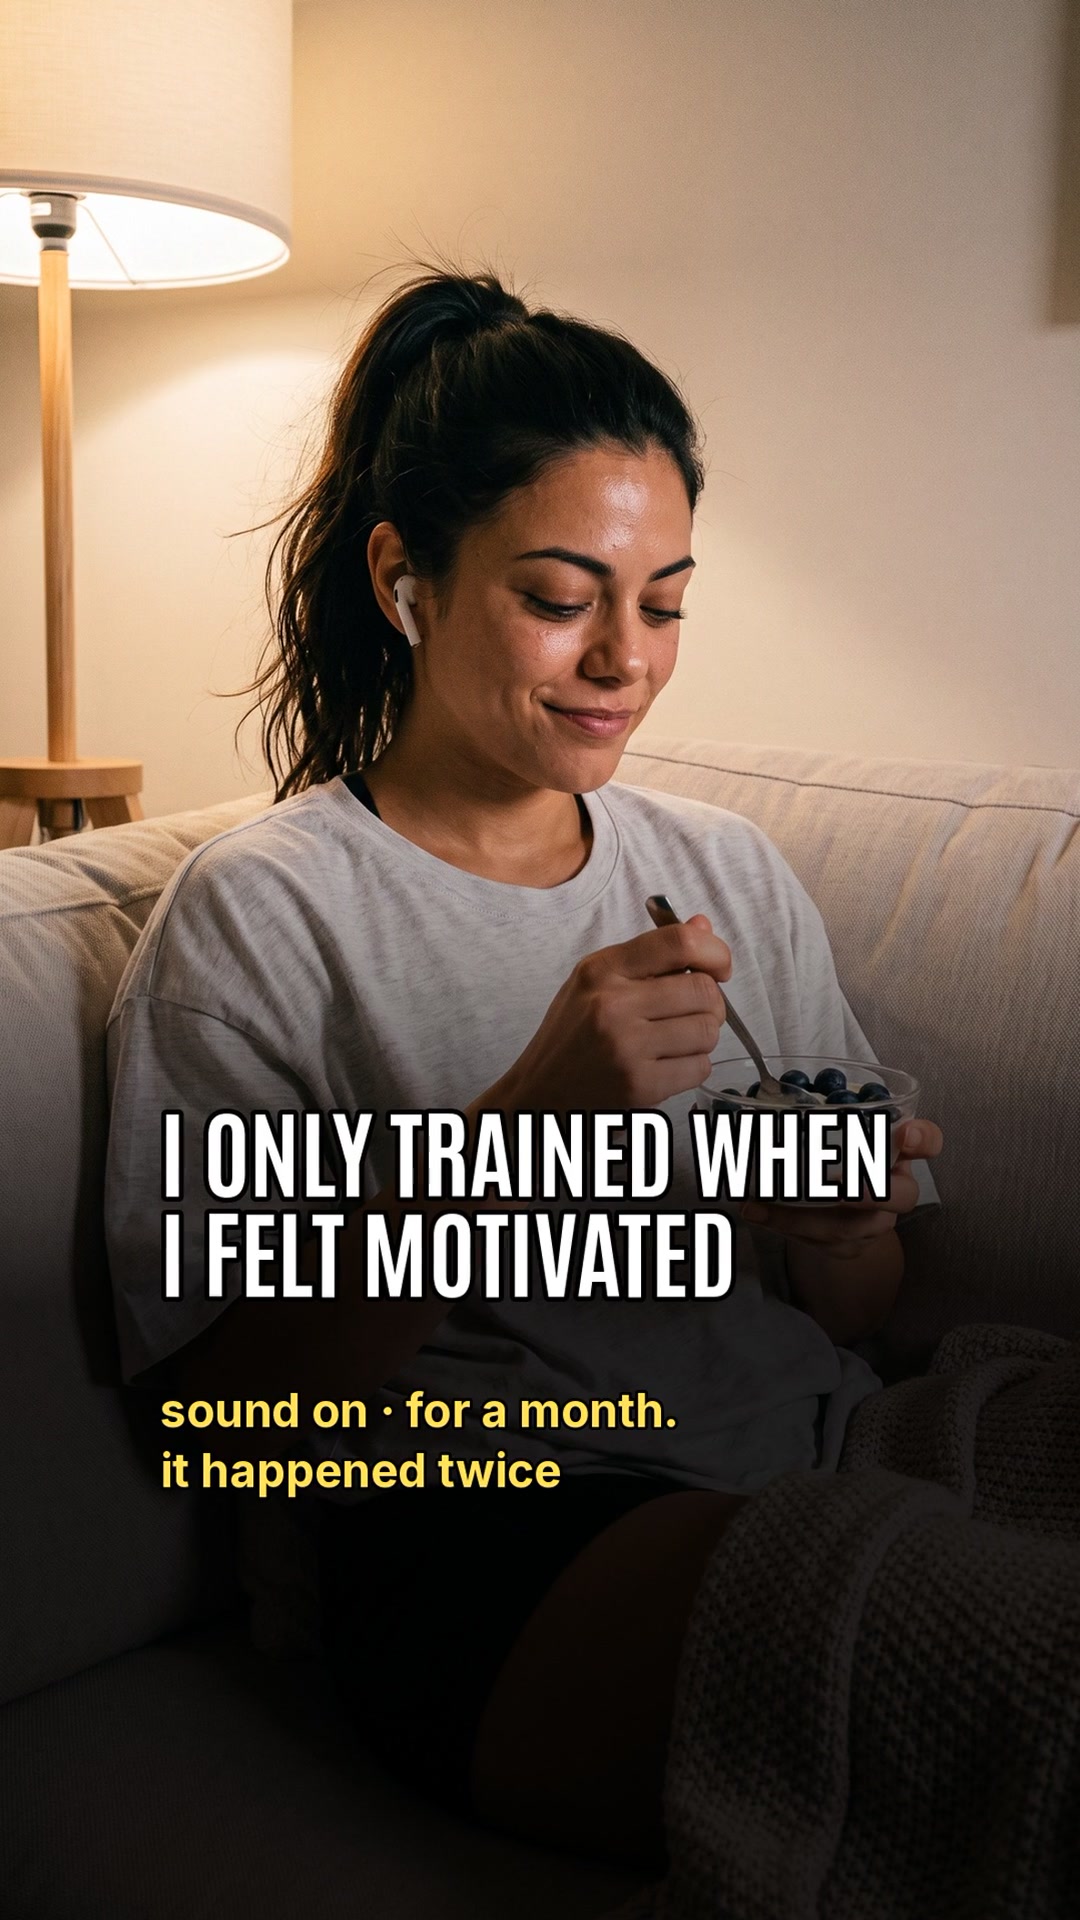 I ONLY TRAINED WHEN
I FELT MOTIVATED
sound on · for a month.
it happened twice